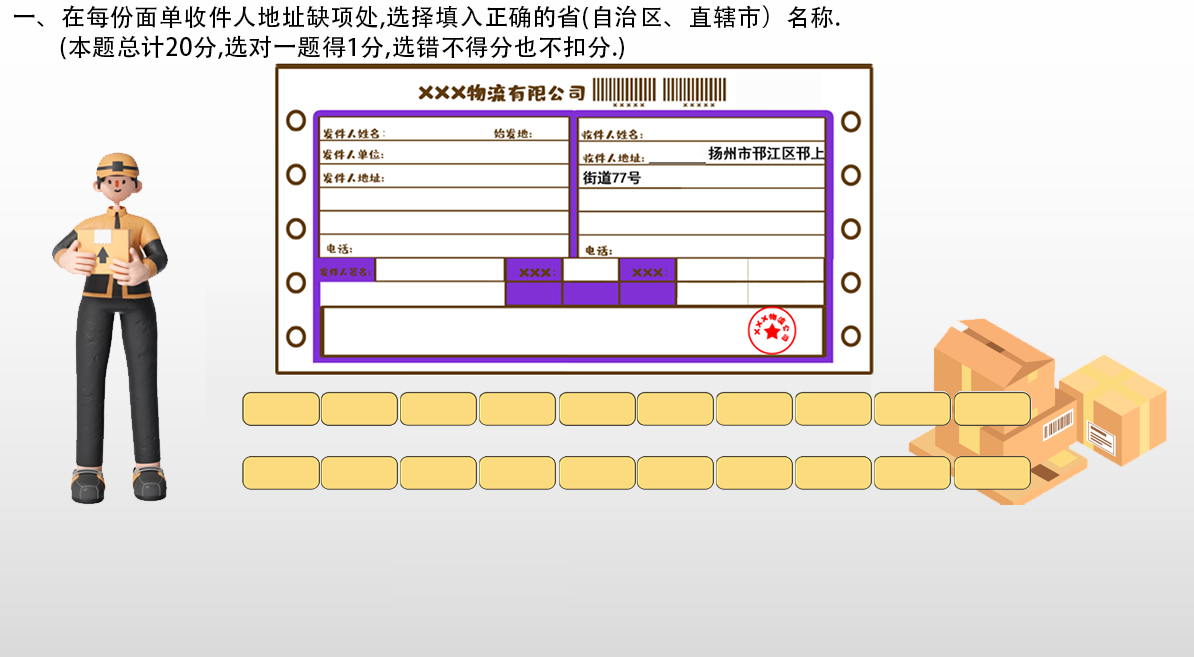 一、在每份面单收件人地址缺项处,选择填入正确的省(自治区、直辖市）名称.
(本题总计20分,选对一题得1分,选错不得分也不扣分.)
XXX物流有限公司
XXXXX XXXXX
发件人姓名: 始发地:
发件人单位:
发件人地址:
电话:
收件人姓名:
收件人地址:________扬州市邗江区邗上
街道77号
电话:
发件人签名: XXX: XXX:
XXX物流公司